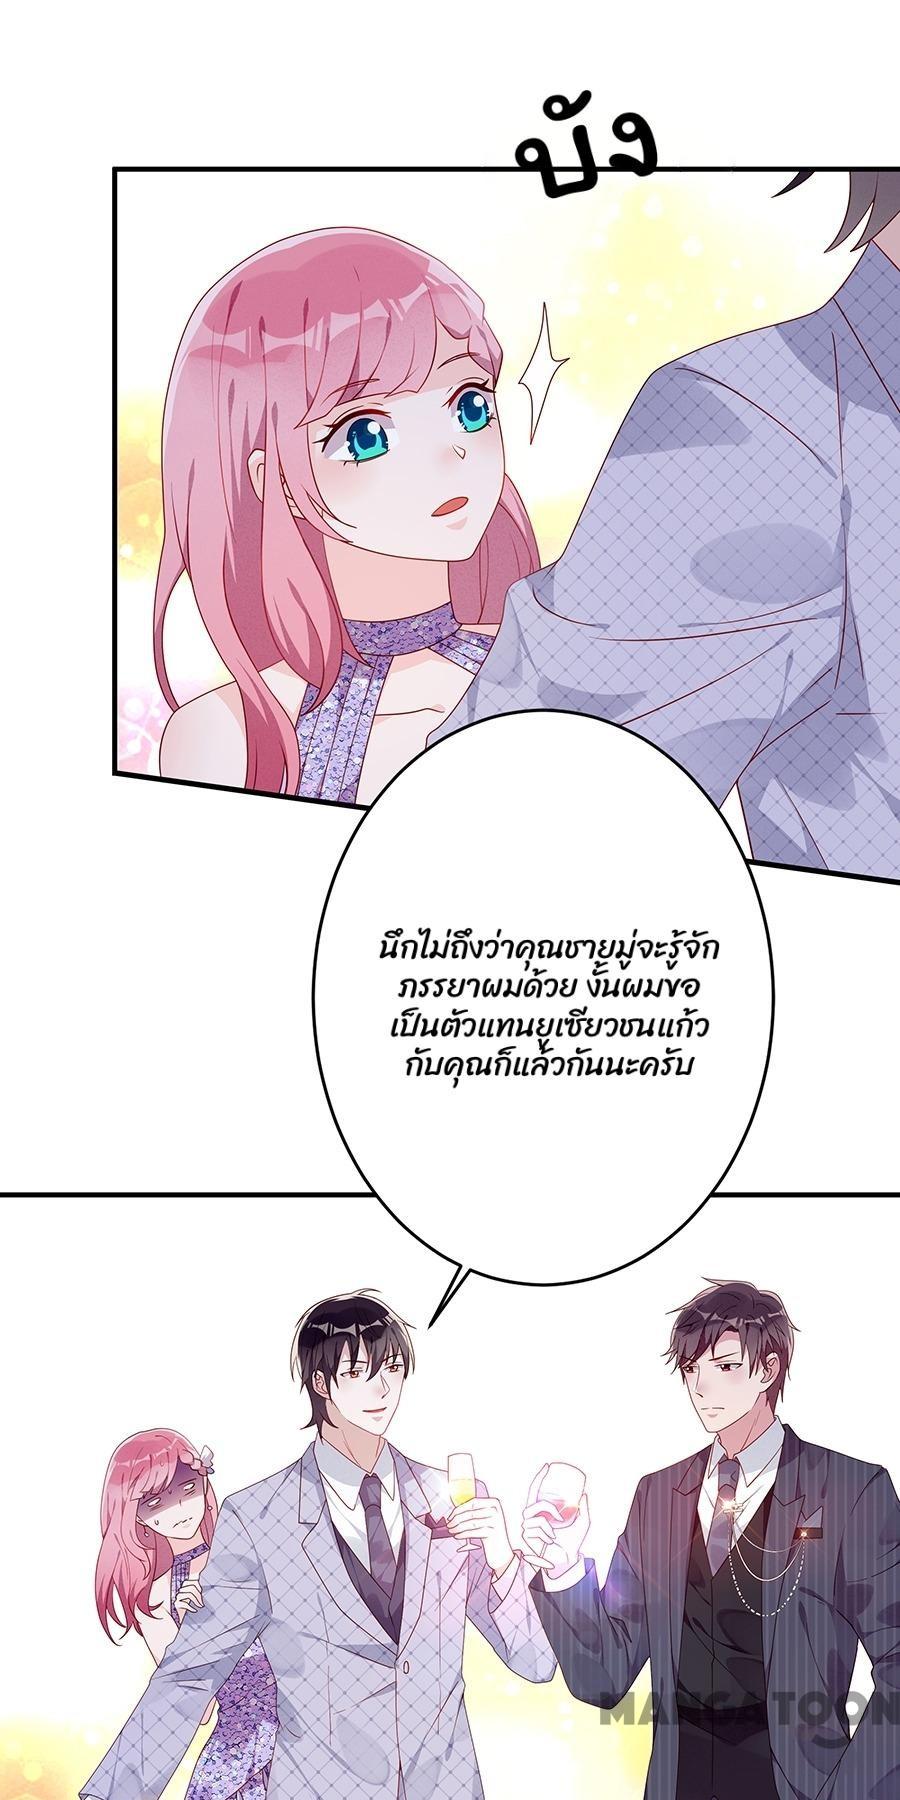 บัง
นึกไม่ถึงว่าคุณชายมู่จะรู้จัก
ภรรยาผมด้วย งั้นผมขอ
เป็นตัวแทนยูเซียวชนแก้ว
กับคุณก็แล้วกันนะครับ
MANGATOON